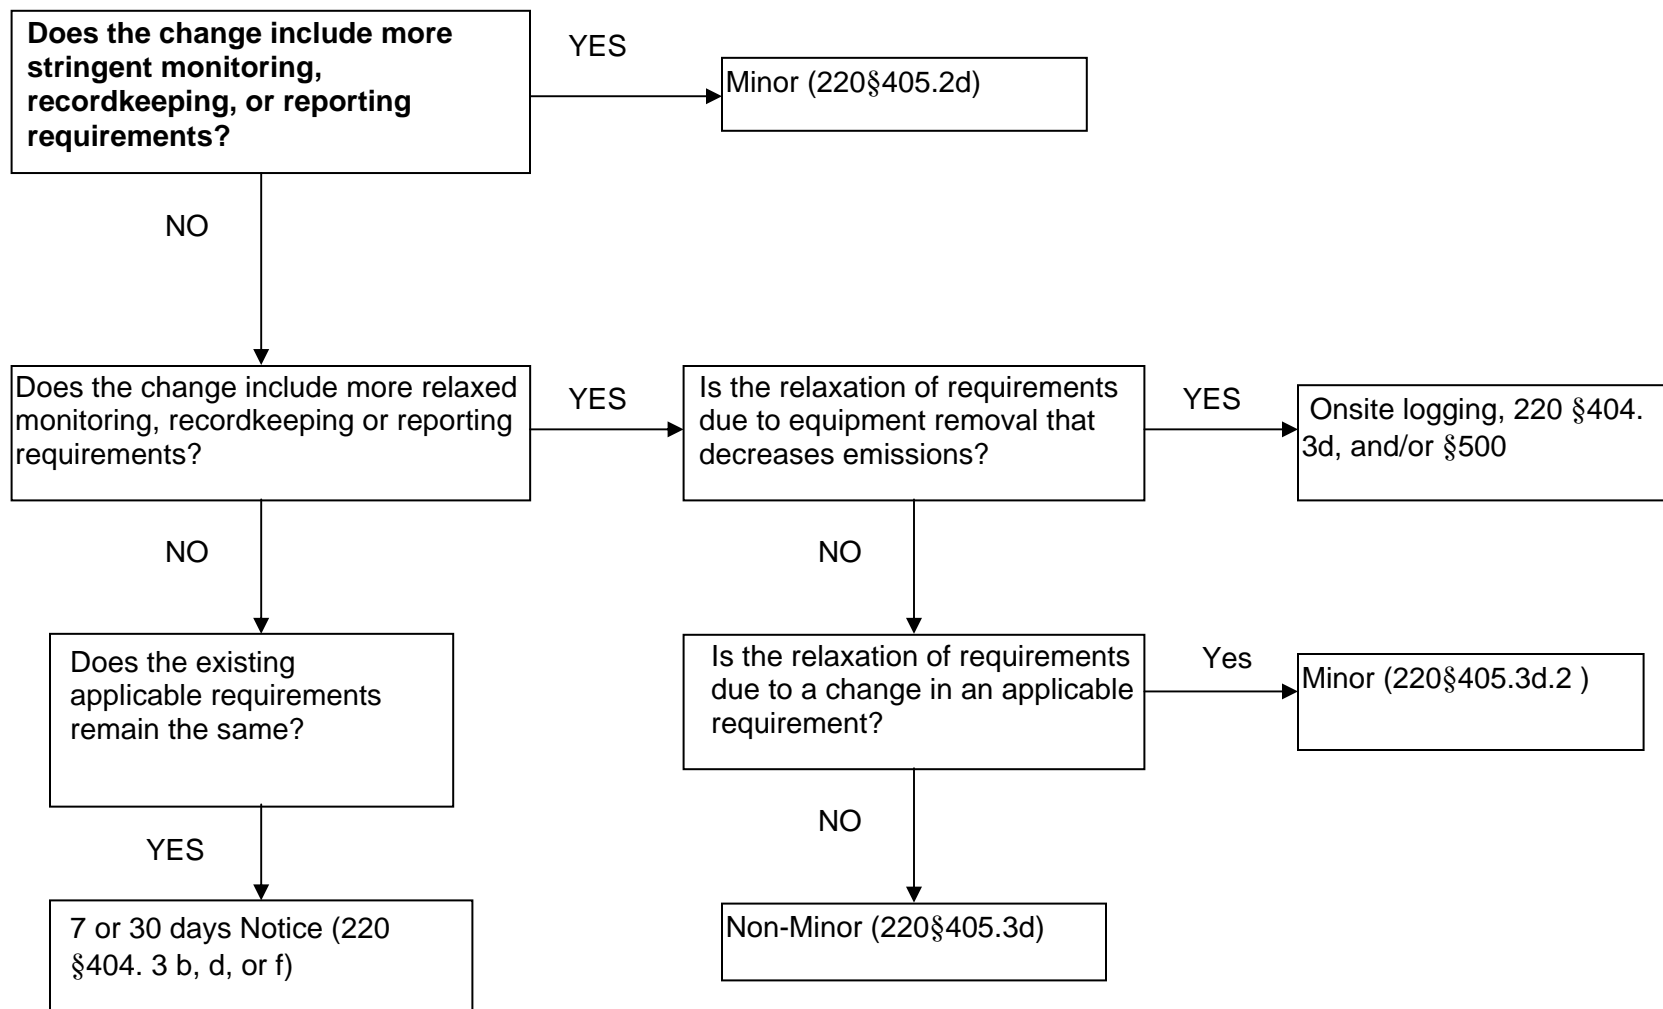 Does the change include more
stringent monitoring,
recordkeeping, or reporting
requirements?
YES
Minor (220§405.2d)
NO
Does the change include more relaxed
monitoring, recordkeeping or reporting
requirements?
YES
Is the relaxation of requirements
due to equipment removal that
decreases emissions?
YES
Onsite logging, 220 §404.
3d, and/or §500
NO
NO
Does the existing
applicable requirements
remain the same?
Is the relaxation of requirements
due to a change in an applicable
requirement?
Yes
Minor (220§405.3d.2 )
YES
NO
7 or 30 days Notice (220
§404. 3 b, d, or f)
Non-Minor (220§405.3d)